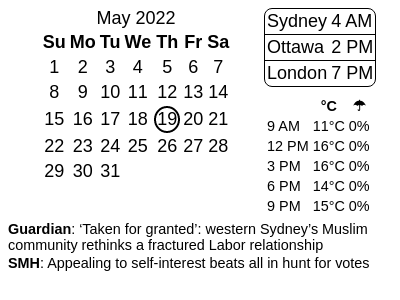 May 2022
Su Mo Tu We Th Fr Sa
1 2 3 4 5 6 7
8 9 10 11 12 13 14
15 16 17 18 19 20 21
22 23 24 25 26 27 28
29 30 31
Sydney 4 AM
Ottawa 2 PM
London 7 PM
°C ☂
9 AM 11°C 0%
12 PM 16°C 0%
3 PM 16°C 0%
6 PM 14°C 0%
9 PM 15°C 0%
Guardian: ‘Taken for granted’: western Sydney’s Muslim
community rethinks a fractured Labor relationship
SMH: Appealing to self-interest beats all in hunt for votes